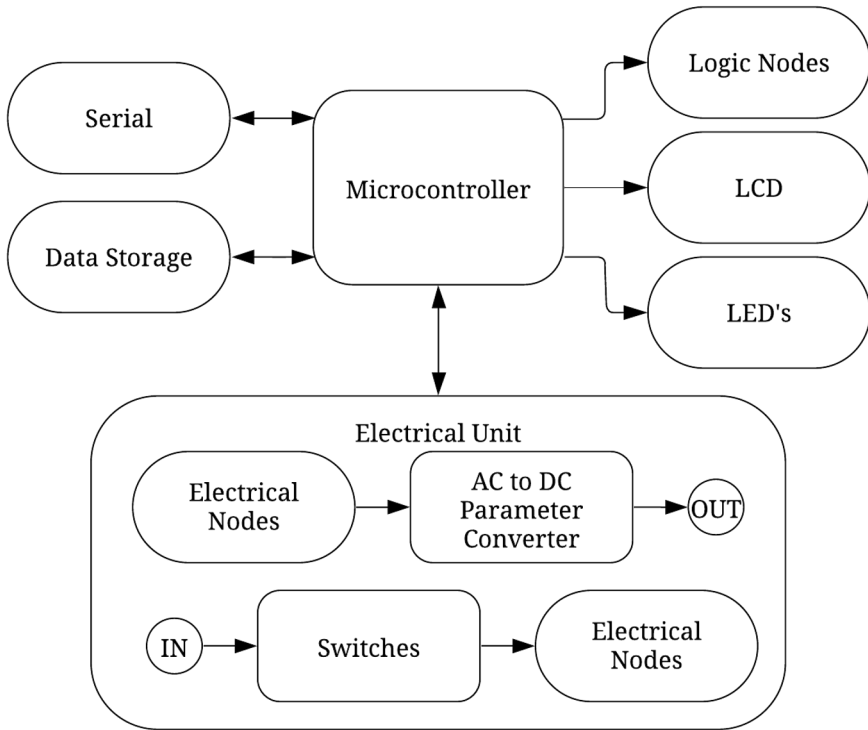 Serial
Data Storage
Microcontroller
Logic Nodes
LCD
LED's
Electrical Unit
Electrical
Nodes
AC to DC
Parameter
Converter
OUT
IN
Switches
Electrical
Nodes